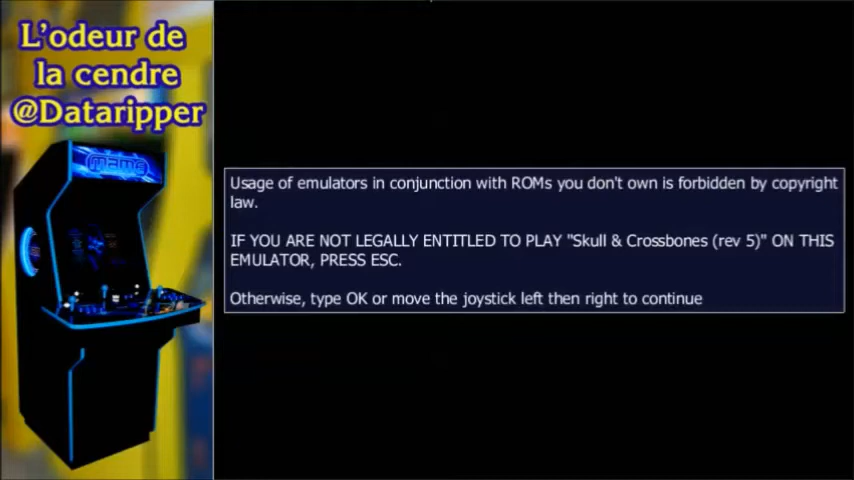 L'odeur de
la cendre
@Dataripper
mame
Usage of emulators in conjunction with ROMs you don't own is forbidden by copyright
law.
IF YOU ARE NOT LEGALLY ENTITLED TO PLAY "Skull & Crossbones (rev 5)" ON THIS
EMULATOR, PRESS ESC.
Otherwise, type OK or move the joystick left then right to continue